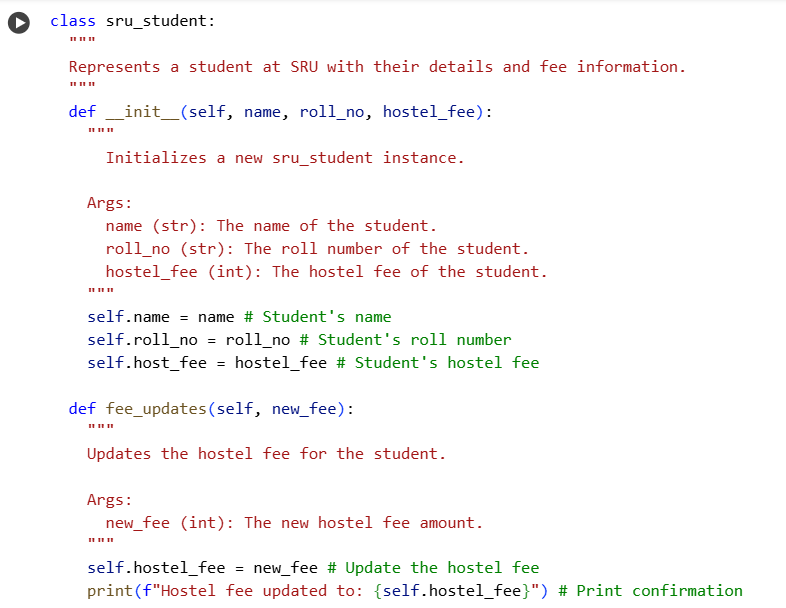 class sru_student:
  """
  Represents a student at SRU with their details and fee information.
  """
  def __init__(self, name, roll_no, hostel_fee):
    """
      Initializes a new sru_student instance.

    Args:
      name (str): The name of the student.
      roll_no (str): The roll number of the student.
      hostel_fee (int): The hostel fee of the student.
    """
    self.name = name # Student's name
    self.roll_no = roll_no # Student's roll number
    self.host_fee = hostel_fee # Student's hostel fee

  def fee_updates(self, new_fee):
    """
    Updates the hostel fee for the student.

    Args:
      new_fee (int): The new hostel fee amount.
    """
    self.hostel_fee = new_fee # Update the hostel fee
    print(f"Hostel fee updated to: {self.hostel_fee}") # Print confirmation